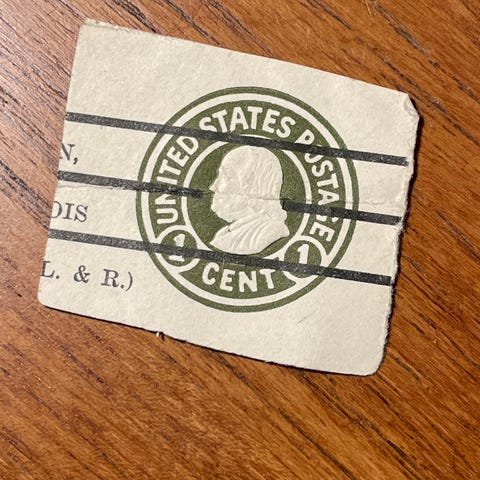 UNITED STATES POSTAGE
1 CENT 1
N,
OIS
L. & R.)